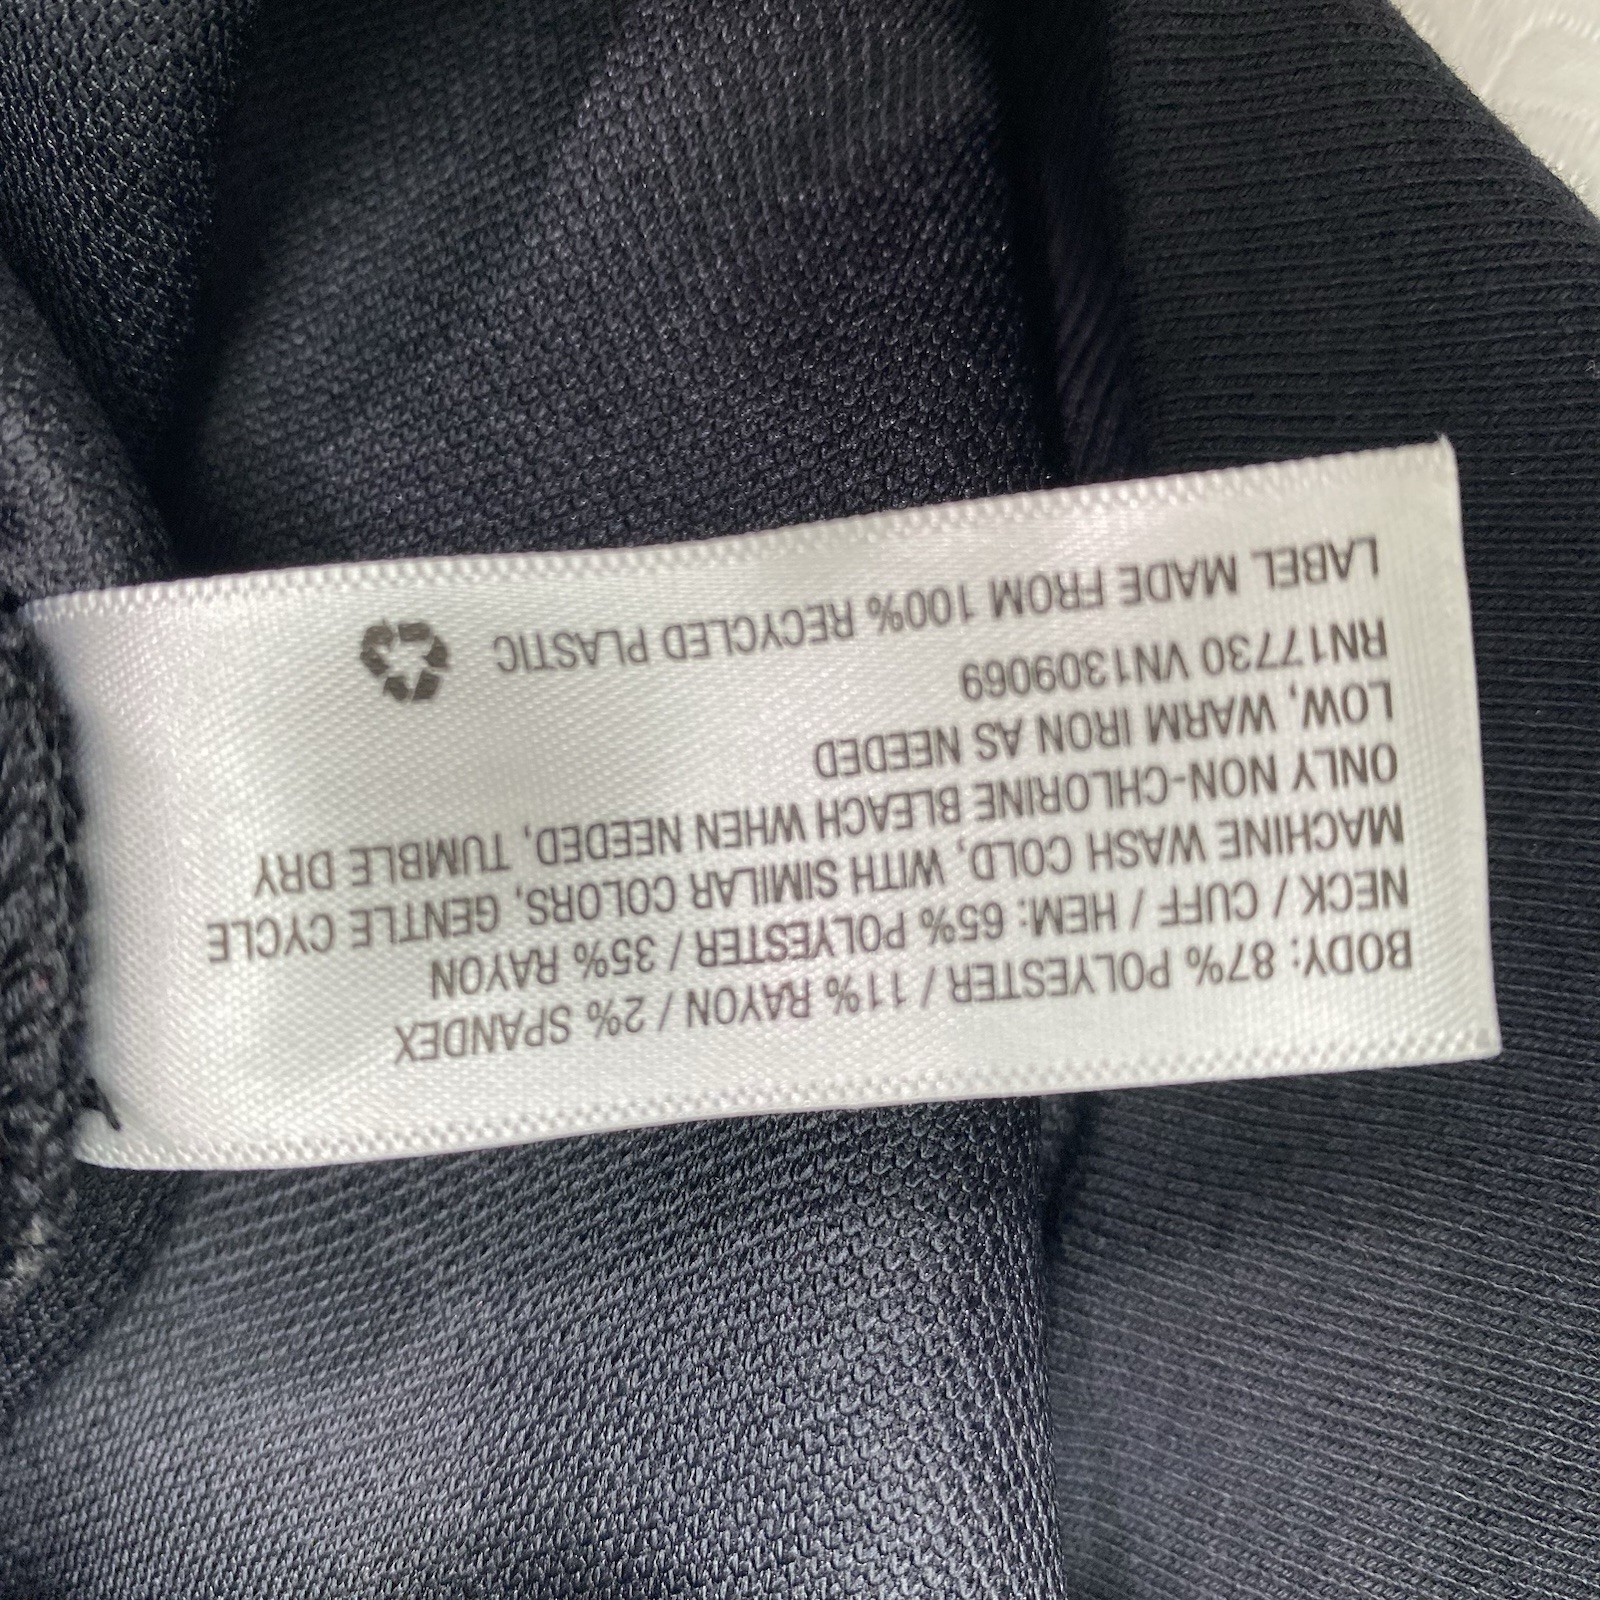 BODY: 87% POLYESTER / 11% RAYON / 2% SPANDEX
NECK / CUFF / HEM: 65% POLYESTER / 35% RAYON
MACHINE WASH COLD, WITH SIMILAR COLORS, GENTLE CYCLE
ONLY NON-CHLORINE BLEACH WHEN NEEDED, TUMBLE DRY
LOW, WARM IRON AS NEEDED
RN17730 VN1309069
LABEL MADE FROM 100% RECYCLED PLASTIC